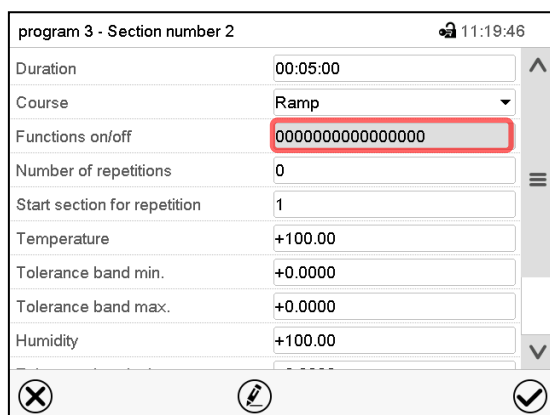 program 3 - Section number 2 11:19:46
Duration 00:05:00
Course Ramp
Functions on/off 0000000000000000
Number of repetitions 0
Start section for repetition 1
Temperature +100.00
Tolerance band min. +0.0000
Tolerance band max. +0.0000
Humidity +100.00